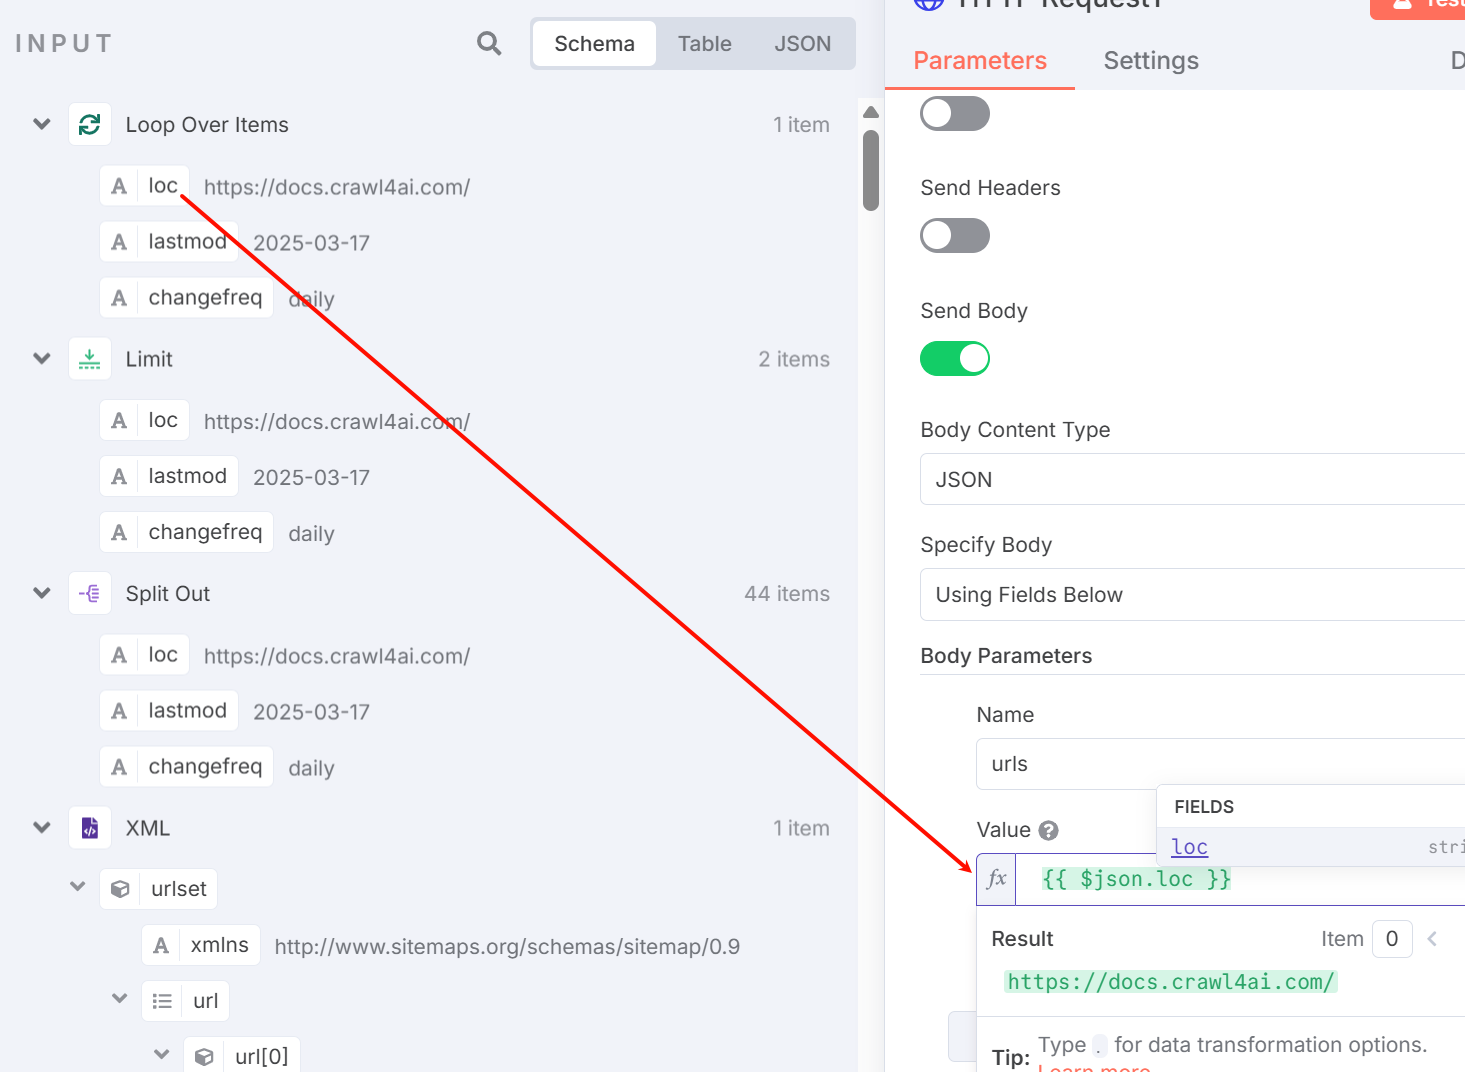 INPUT
Schema
Table
JSON
Loop Over Items
1 item
loc
https://docs.crawl4ai.com/
lastmod
2025-03-17
changefreq
daily
Limit
2 items
loc
https://docs.crawl4ai.com/
lastmod
2025-03-17
changefreq
daily
Split Out
44 items
loc
https://docs.crawl4ai.com/
lastmod
2025-03-17
changefreq
daily
XML
1 item
urlset
xmlns
http://www.sitemaps.org/schemas/sitemap/0.9
url
url[0]
HTTP Request1
Test
Parameters
Settings
D
Send Headers
Send Body
Body Content Type
JSON
Specify Body
Using Fields Below
Body Parameters
Name
urls
FIELDS
loc
stri
Value
fx
{{ $json.loc }}
Result
Item 0
https://docs.crawl4ai.com/
Tip: Type . for data transformation options.
Learn more